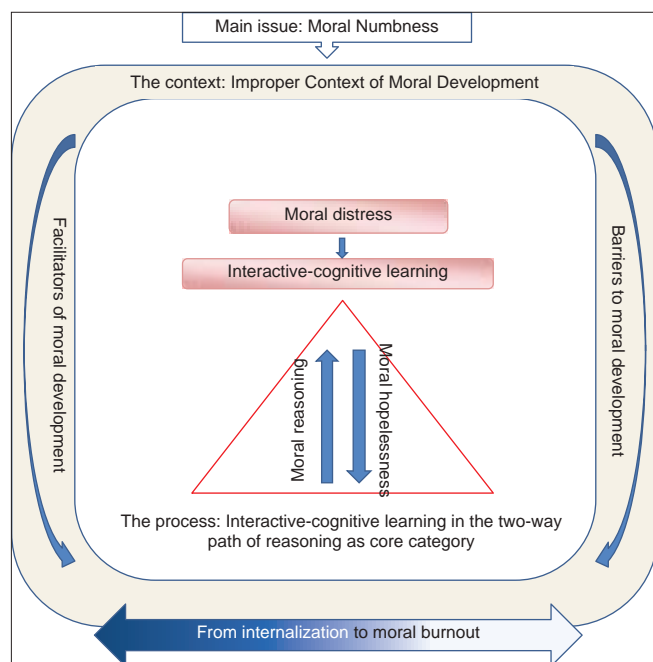 Main issue: Moral Numbness
The context: Improper Context of Moral Development
Facilitators of moral development
Barriers to moral development
Moral distress
Interactive-cognitive learning
Moral reasoning
Moral hopelessness
The process: Interactive-cognitive learning in the two-way
path of reasoning as core category
From internalization to moral burnout